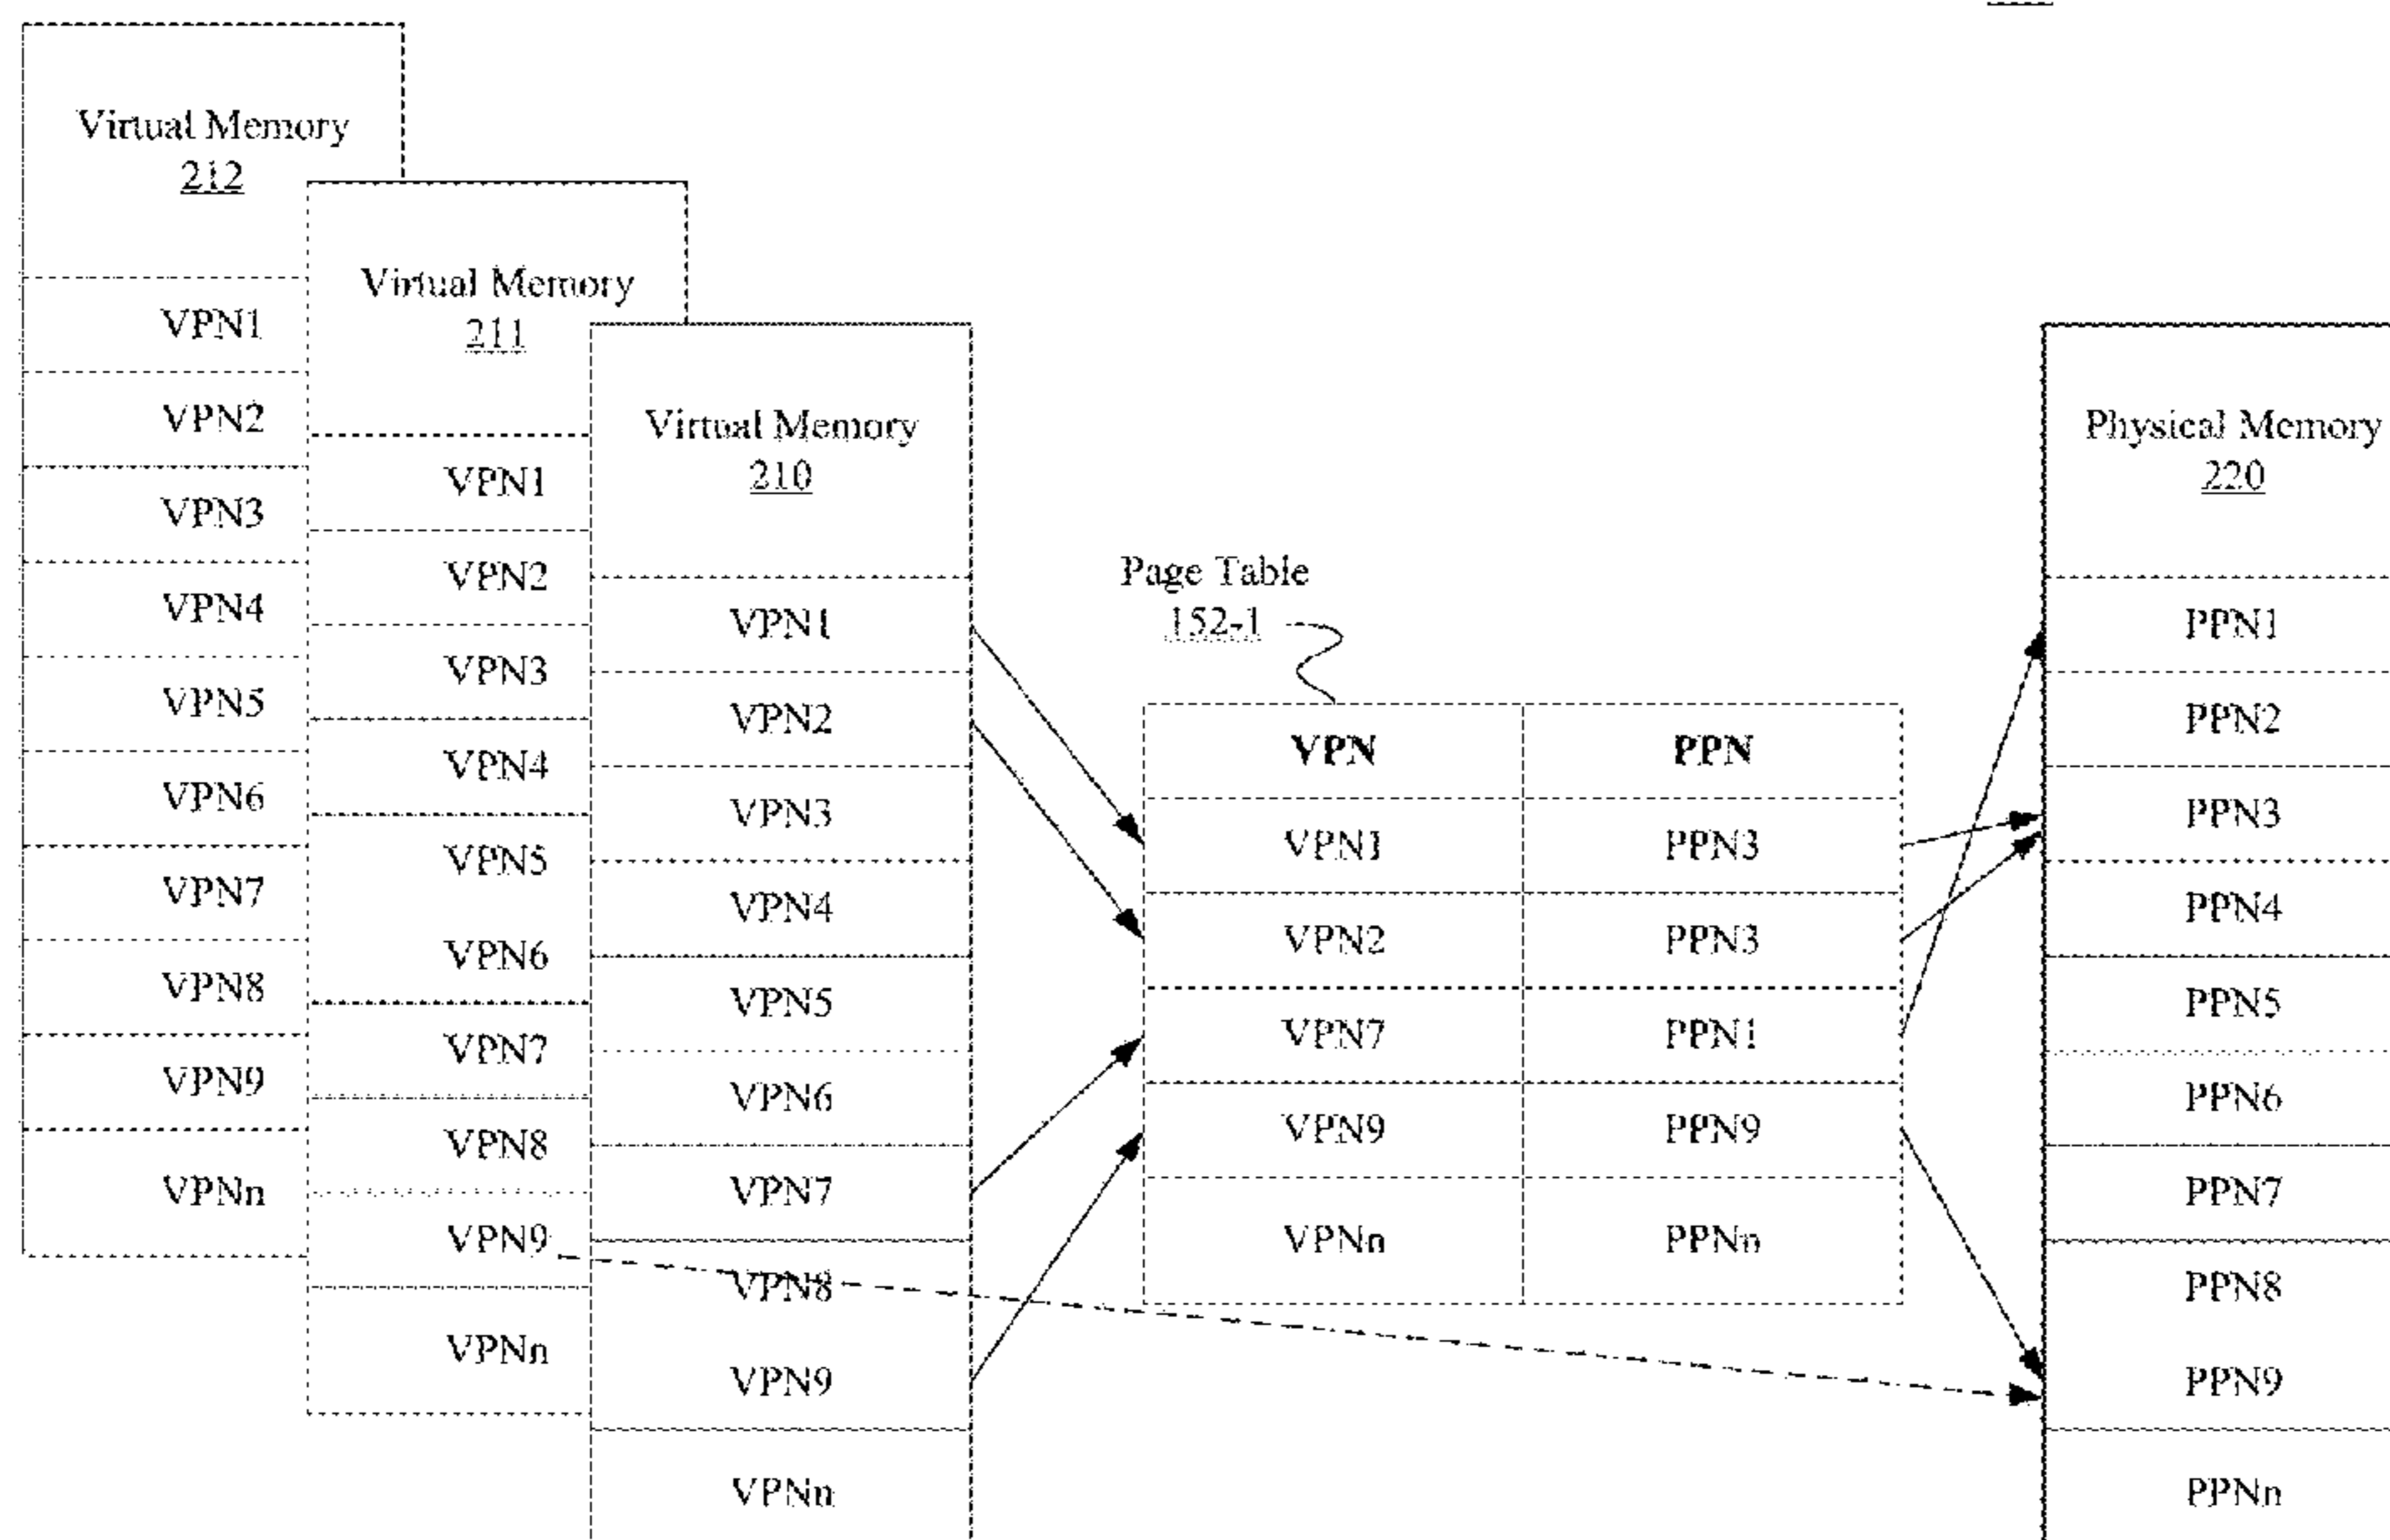 Virtual Memory
212
VPN1
VPN2
VPN3
VPN4
VPN5
VPN6
VPN7
VPN8
VPN9
VPNn
Virtual Memory
211
VPN1
VPN2
VPN3
VPN4
VPN5
VPN6
VPN7
VPN8
VPN9
VPNn
Virtual Memory
210
VPN1
VPN2
VPN3
VPN4
VPN5
VPN6
VPN7
VPN8
VPN9
VPNn
Page Table
152-1
VPN PPN
VPN1 PPN3
VPN2 PPN3
VPN7 PPN1
VPN9 PPN9
VPNn PPNn
Physical Memory
220
PPN1
PPN2
PPN3
PPN4
PPN5
PPN6
PPN7
PPN8
PPN9
PPNn